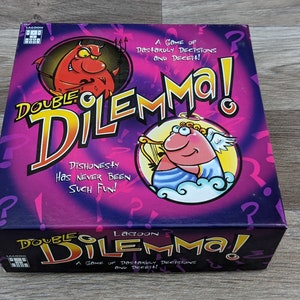 LAGOON
A GAME OF
DASTARDLY DECISIONS
AND DECEIT!
DOUBLE
DiLEMMA!
DISHONESTY
HAS NEVER BEEN
SUCH FUN!
LAGOON
DOUBLE
DiLEMMA!
A GAME OF DASTARDLY DECISIONS
AND DECEIT!